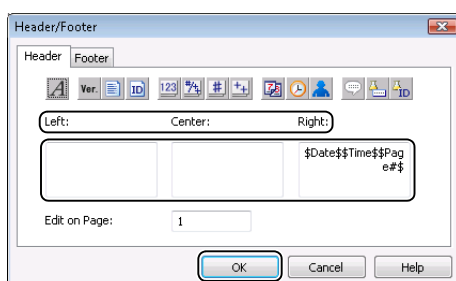 Header/Footer
Header Footer
A Ver. ID 123 # ID
Left: Center: Right:
$Date$$Time$$Pag
e#$
Edit on Page: 1
OK Cancel Help